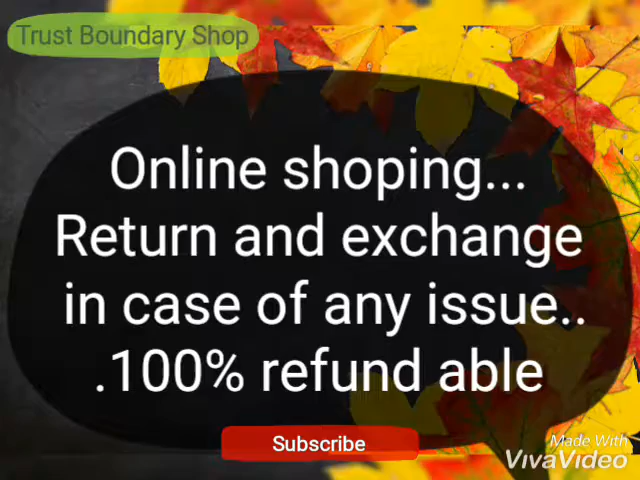 Trust Boundary Shop
Online shoping...
Return and exchange
in case of any issue..
.100% refund able
Subscribe
Made With
VivaVideo